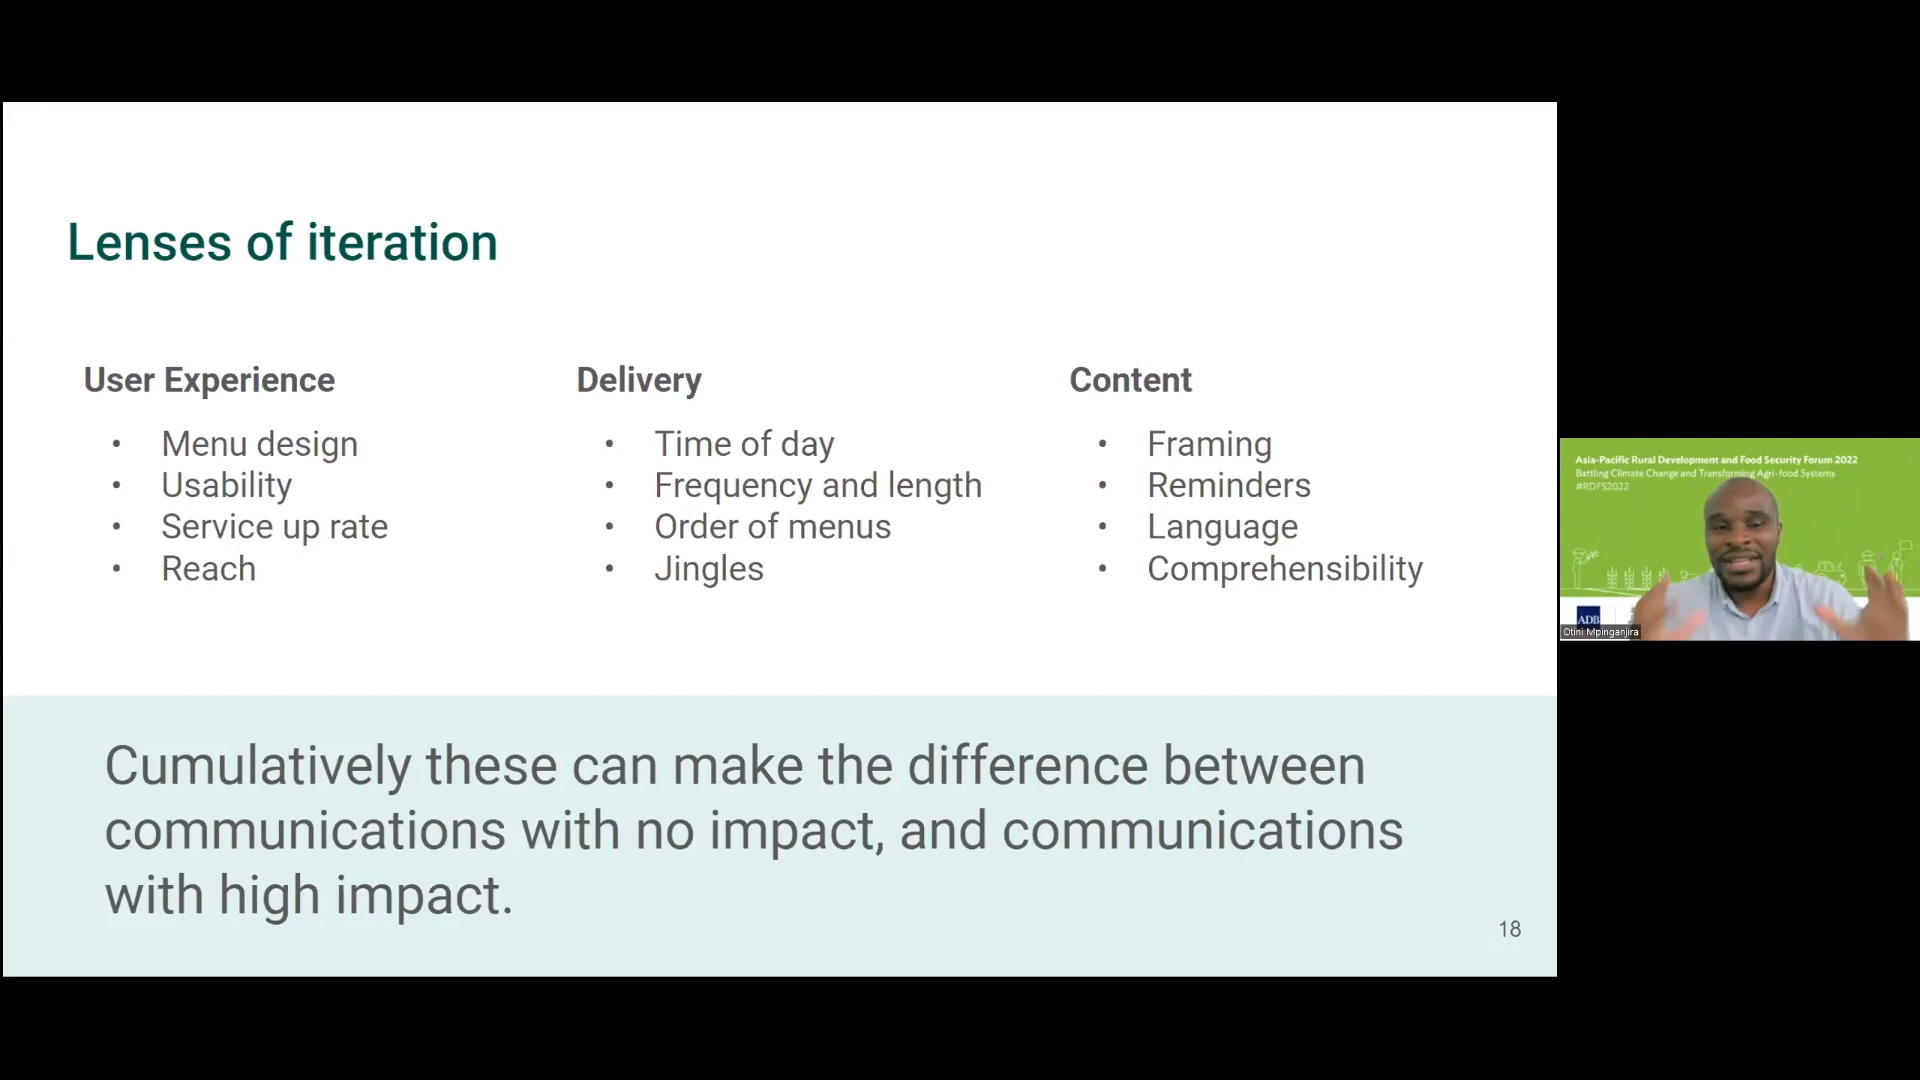 Lenses of iteration
User Experience
• Menu design
• Usability
• Service up rate
• Reach
Delivery
• Time of day
• Frequency and length
• Order of menus
• Jingles
Content
• Framing
• Reminders
• Language
• Comprehensibility
Cumulatively these can make the difference between
communications with no impact, and communications
with high impact.
18
Asia-Pacific Rural Development and Food Security Forum 2022
Battling Climate Change and Transforming Agri-food Systems
#RDFS2022
ADB
Otini Mpinganjira